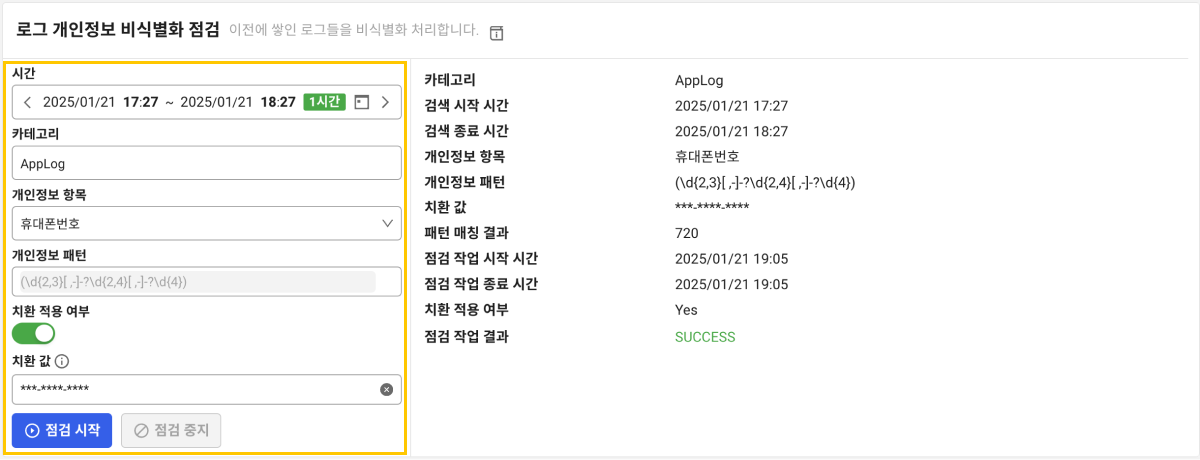 로그 개인정보 비식별화 점검 이전에 쌓인 로그들을 비식별화 처리합니다.
시간
2025/01/21 17:27 ~ 2025/01/21 18:27 1시간
카테고리
AppLog
개인정보 항목
휴대폰번호
개인정보 패턴
(\d{2,3}[ ,-]-?\d{2,4}[ ,-]-?\d{4})
치환 적용 여부
치환 값
***-****-****
점검 시작 점검 중지
카테고리 AppLog
검색 시작 시간 2025/01/21 17:27
검색 종료 시간 2025/01/21 18:27
개인정보 항목 휴대폰번호
개인정보 패턴 (\d{2,3}[ ,-]-?\d{2,4}[ ,-]-?\d{4})
치환 값 ***-****-****
패턴 매칭 결과 720
점검 작업 시작 시간 2025/01/21 19:05
점검 작업 종료 시간 2025/01/21 19:05
치환 적용 여부 Yes
점검 작업 결과 SUCCESS